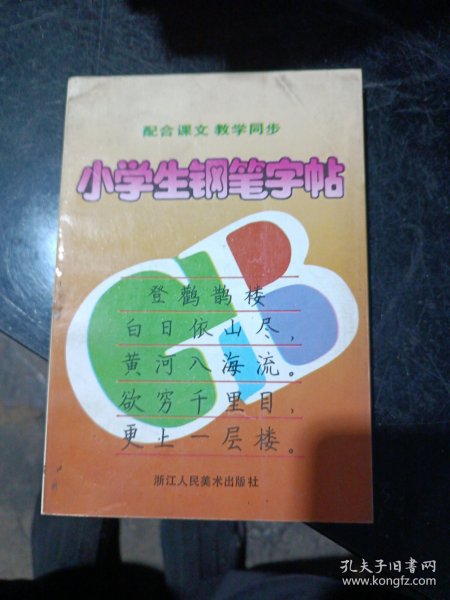 配合课文 教学同步
小学生钢笔字帖
登鹳鹊楼
白日依山尽，
黄河入海流。
欲穷千里目，
更上一层楼。
浙江人民美术出版社
孔夫子旧书网
www.kongfz.com